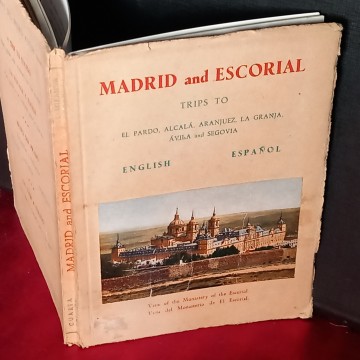 MADRID and ESCORIAL
TRIPS TO
EL PARDO, ALCALÁ, ARANJUEZ, LA GRANJA,
ÁVILA and SEGOVIA
ENGLISH
ESPAÑOL
View of the Monastery of the Escorial.
Vista del Monasterio de El Escorial.
MADRID and ESCORIAL